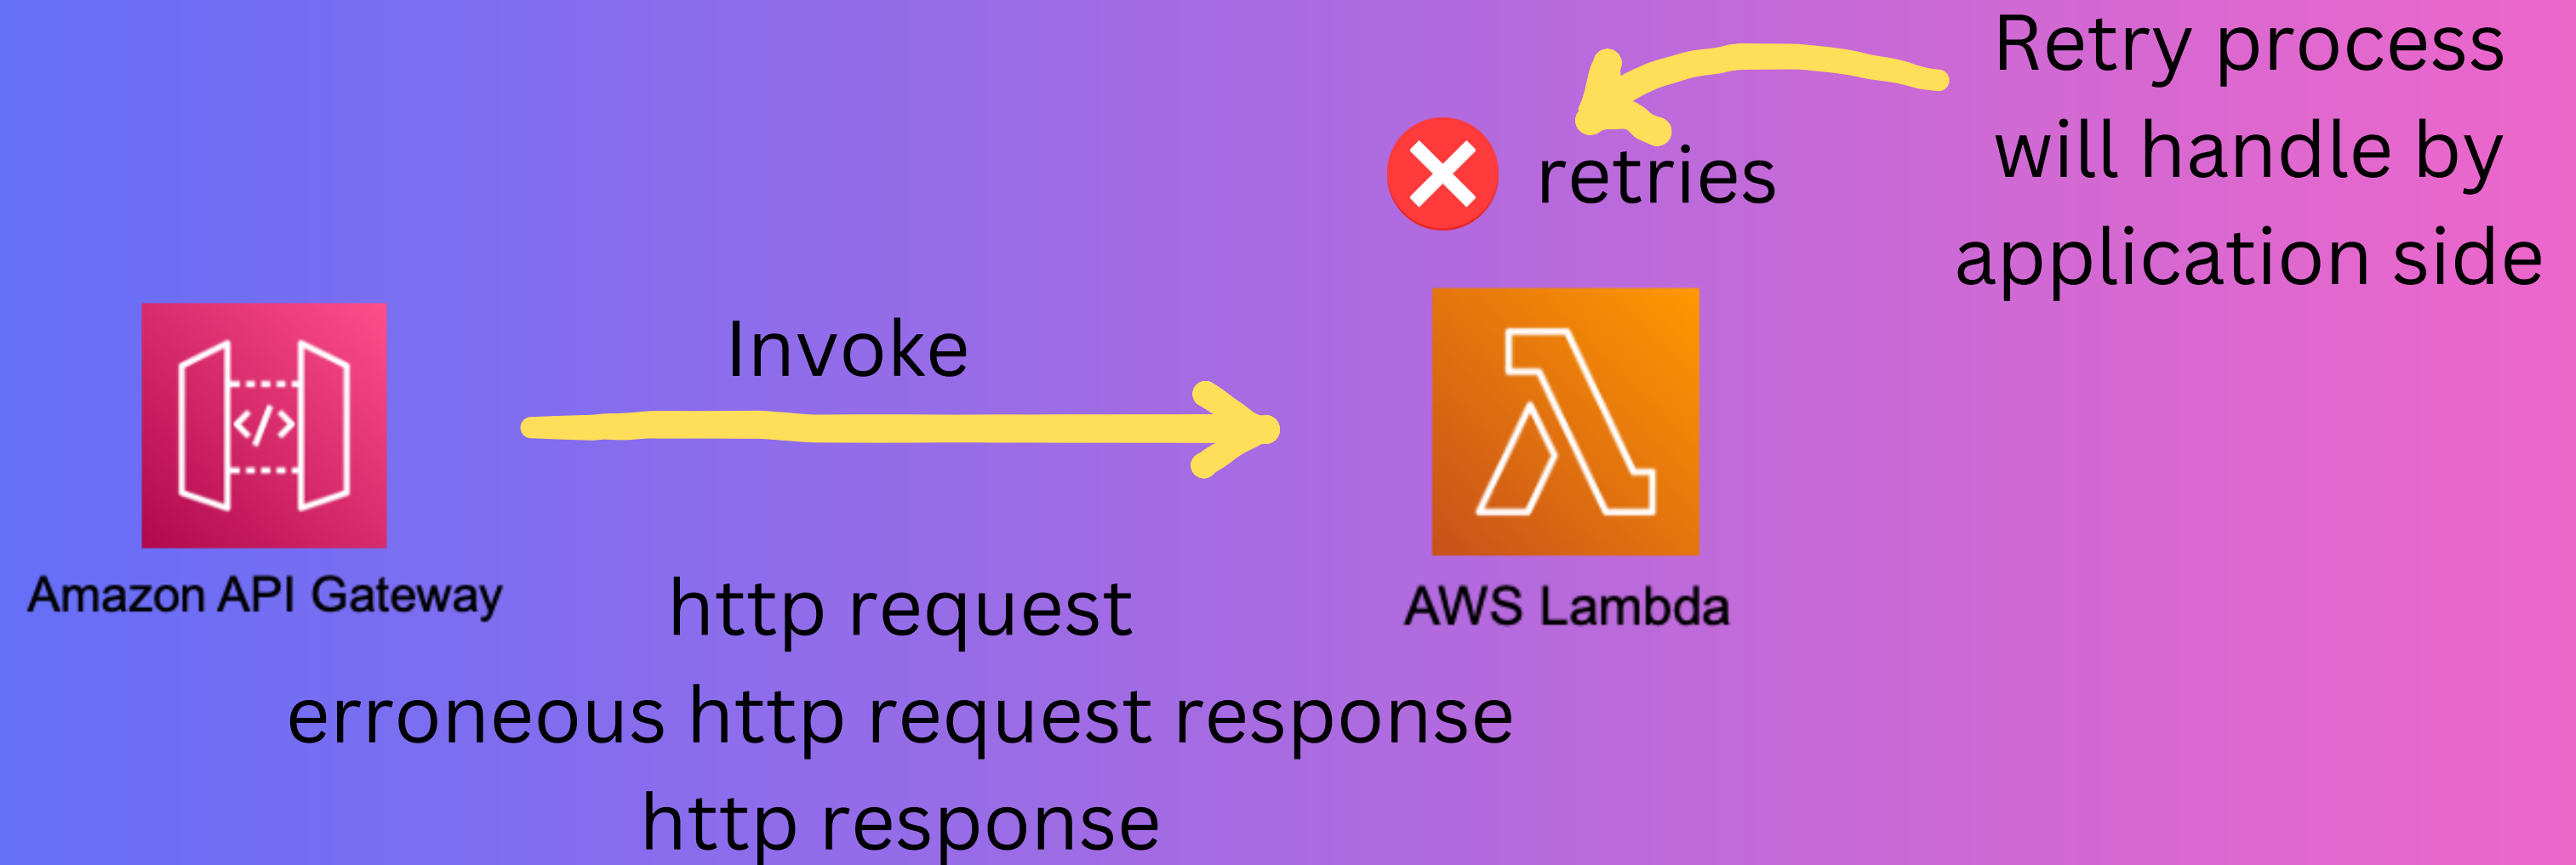 Retry process
will handle by
application side
retries
Invoke
</>
Amazon API Gateway
AWS Lambda
http request
erroneous http request response
http response